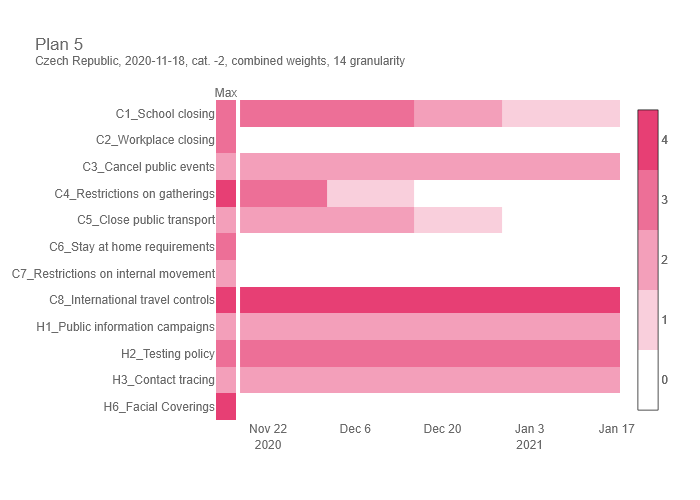 Plan 5
Czech Republic, 2020-11-18, cat. -2, combined weights, 14 granularity
Max
C1_School closing
C2_Workplace closing
C3_Cancel public events
C4_Restrictions on gatherings
C5_Close public transport
C6_Stay at home requirements
C7_Restrictions on internal movement
C8_International travel controls
H1_Public information campaigns
H2_Testing policy
H3_Contact tracing
H6_Facial Coverings
4
3
2
1
0
Nov 22 Dec 6 Dec 20 Jan 3 Jan 17
2020 2021